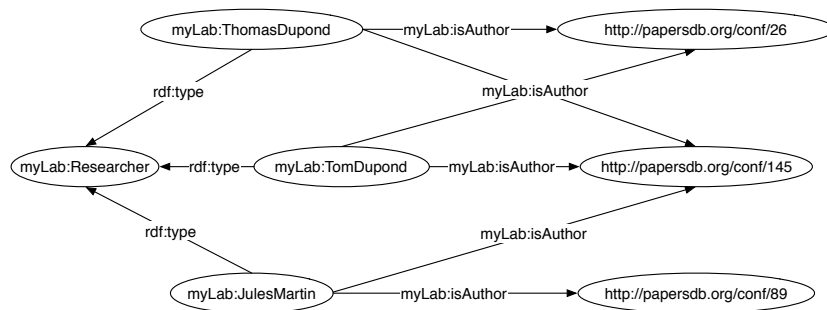 myLab:ThomasDupond
myLab:isAuthor
http://papersdb.org/conf/26
rdf:type
myLab:isAuthor
myLab:Researcher
rdf:type
myLab:TomDupond
myLab:isAuthor
http://papersdb.org/conf/145
rdf:type
myLab:isAuthor
myLab:JulesMartin
myLab:isAuthor
http://papersdb.org/conf/89